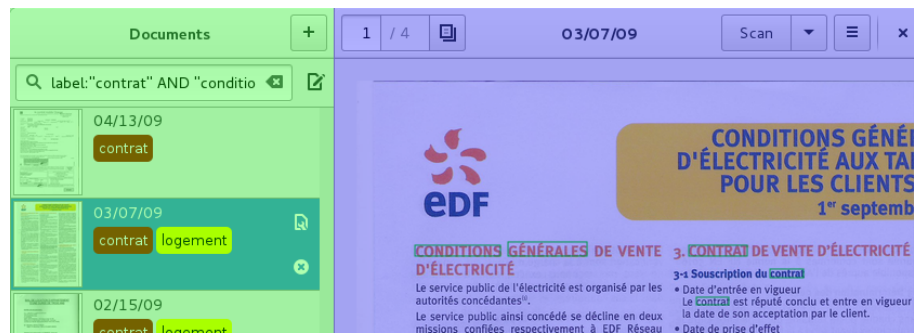 Documents
+
label:"contrat" AND "conditio
04/13/09
contrat
03/07/09
contrat logement
02/15/09
contrat logement
1 / 4
03/07/09
Scan
eDF
CONDITIONS GÉNÉ
D'ÉLECTRICITÉ AUX TA
POUR LES CLIENTS
1er septemb
CONDITIONS GÉNÉRALES DE VENTE
D'ÉLECTRICITÉ
Le service public de l'électricité est organisé par les
autorités concédantes(1).
Le service public ainsi concédé se décline en deux
missions confiées respectivement à EDF Réseau
3. CONTRAT DE VENTE D'ÉLECTRICITÉ
3-1 Souscription du contrat
• Date d'entrée en vigueur
Le contrat est réputé conclu et entre en vigueur
la date de son acceptation par le client.
• Date de prise d'effet